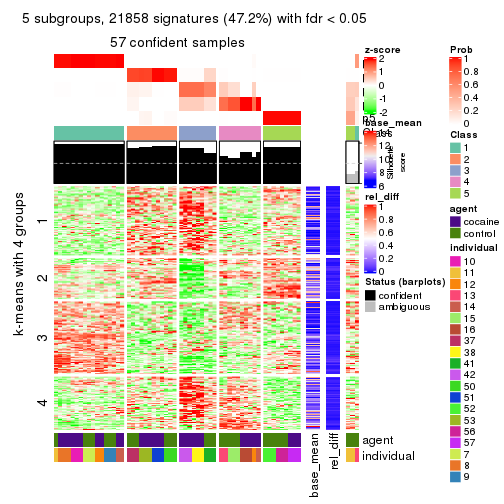 5 subgroups, 21858 signatures (47.2%) with fdr < 0.05
57 confident samples
z-score
2
1
0
-1
-2
base_mean
14
12
10
8
6
rel_diff
1
0.8
0.6
0.4
0.2
0
Status (barplots)
confident
ambiguous
Prob
1
0.8
0.6
0.4
0.2
0
Class
1
2
3
4
5
agent
cocaine
control
individual
10
11
12
13
14
15
16
37
38
41
42
50
51
52
53
56
57
7
8
9
p5
Silhouette
score
k-means with 4 groups
1
2
3
4
agent
individual
base_mean
rel_diff